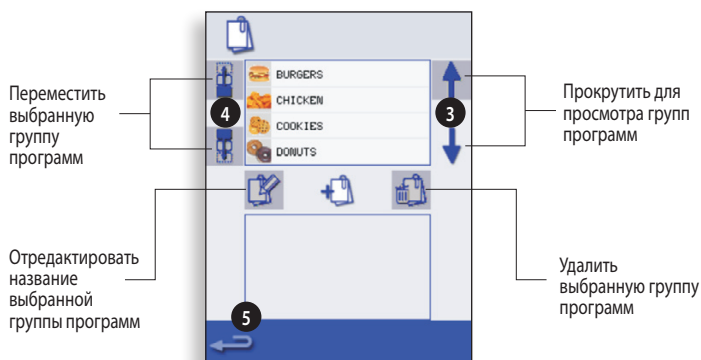 BURGERS
CHICKEN
COOKIES
DONUTS
4
3
5
Переместить
выбранную
группу
программ
Прокрутить для
просмотра групп
программ
Отредактировать
название
выбранной
группы программ
Удалить
выбранную группу
программ